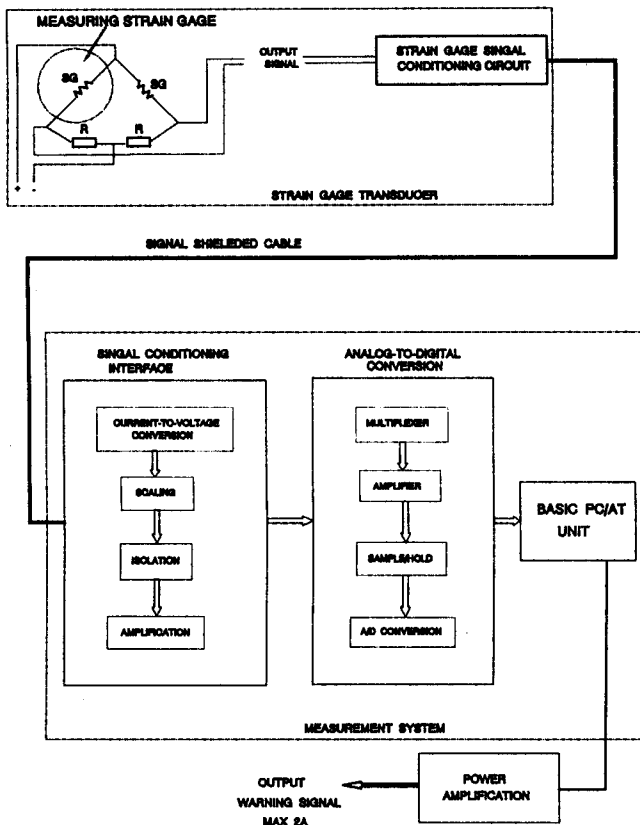 MEASURING STRAIN GAGE
SG
SG
R
R
+ -
OUTPUT
SIGNAL
STRAIN GAGE SINGAL
CONDITIONING CIRCUIT
STRAIN GAGE TRANSDUCER
SIGNAL SHIELEDED CABLE
SINGAL CONDITIONING
INTERFACE
CURRENT-TO-VOLTAGE
CONVERSION
SCALING
ISOLATION
AMPLIFICATION
ANALOG-TO-DIGITAL
CONVERSION
MULTIPLEXER
AMPLIFIER
SAMPLE/HOLD
A/D CONVERSION
BASIC PC/AT
UNIT
MEASUREMENT SYSTEM
POWER
AMPLIFICATION
OUTPUT
WARNING SIGNAL
MAX 2A